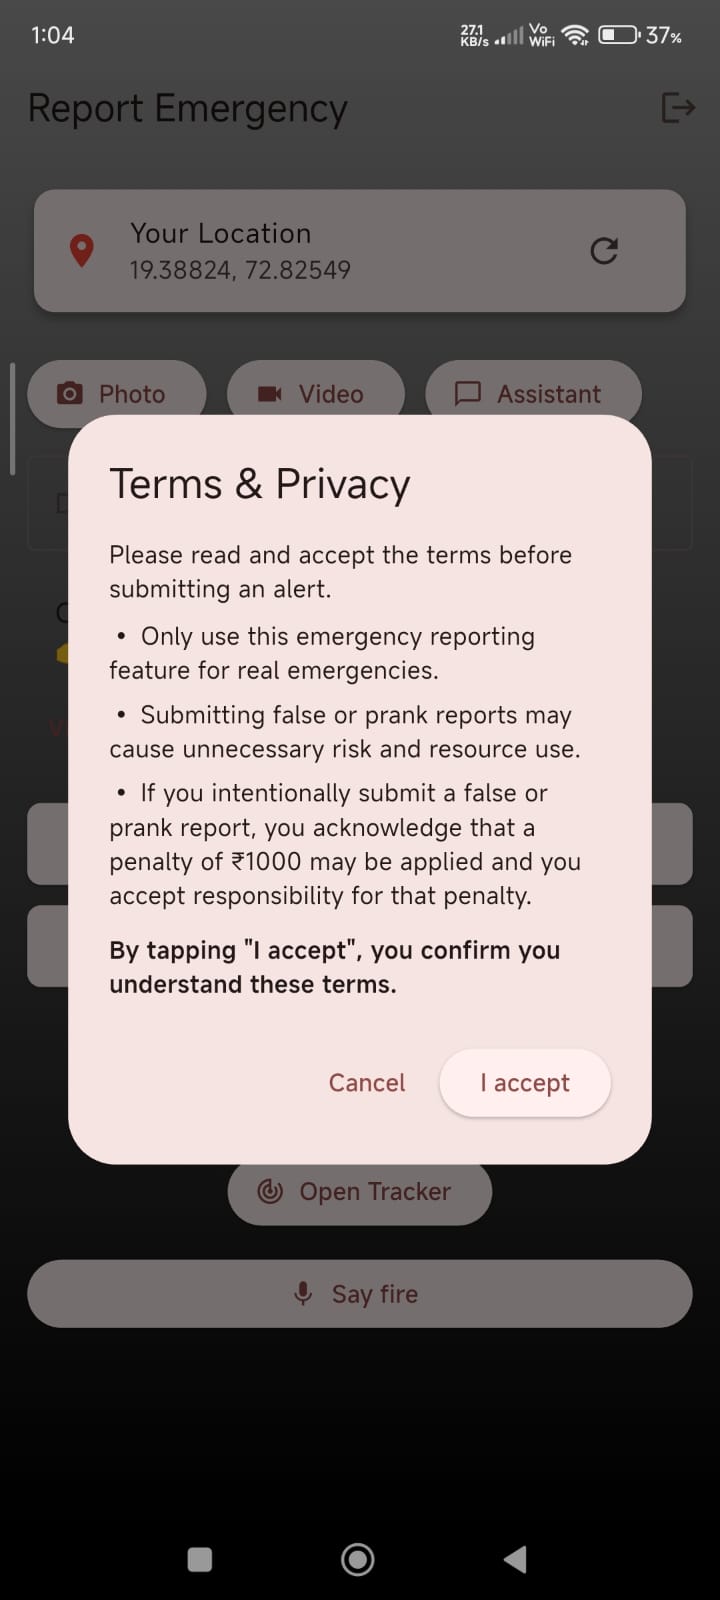 1:04
27.1
KB/s
Vo
WiFi
37%
Report Emergency
Your Location
19.38824, 72.82549
Photo
Video
Assistant
Terms & Privacy
Please read and accept the terms before
submitting an alert.
• Only use this emergency reporting
feature for real emergencies.
• Submitting false or prank reports may
cause unnecessary risk and resource use.
• If you intentionally submit a false or
prank report, you acknowledge that a
penalty of ₹1000 may be applied and you
accept responsibility for that penalty.
By tapping "I accept", you confirm you
understand these terms.
Cancel
I accept
Open Tracker
Say fire